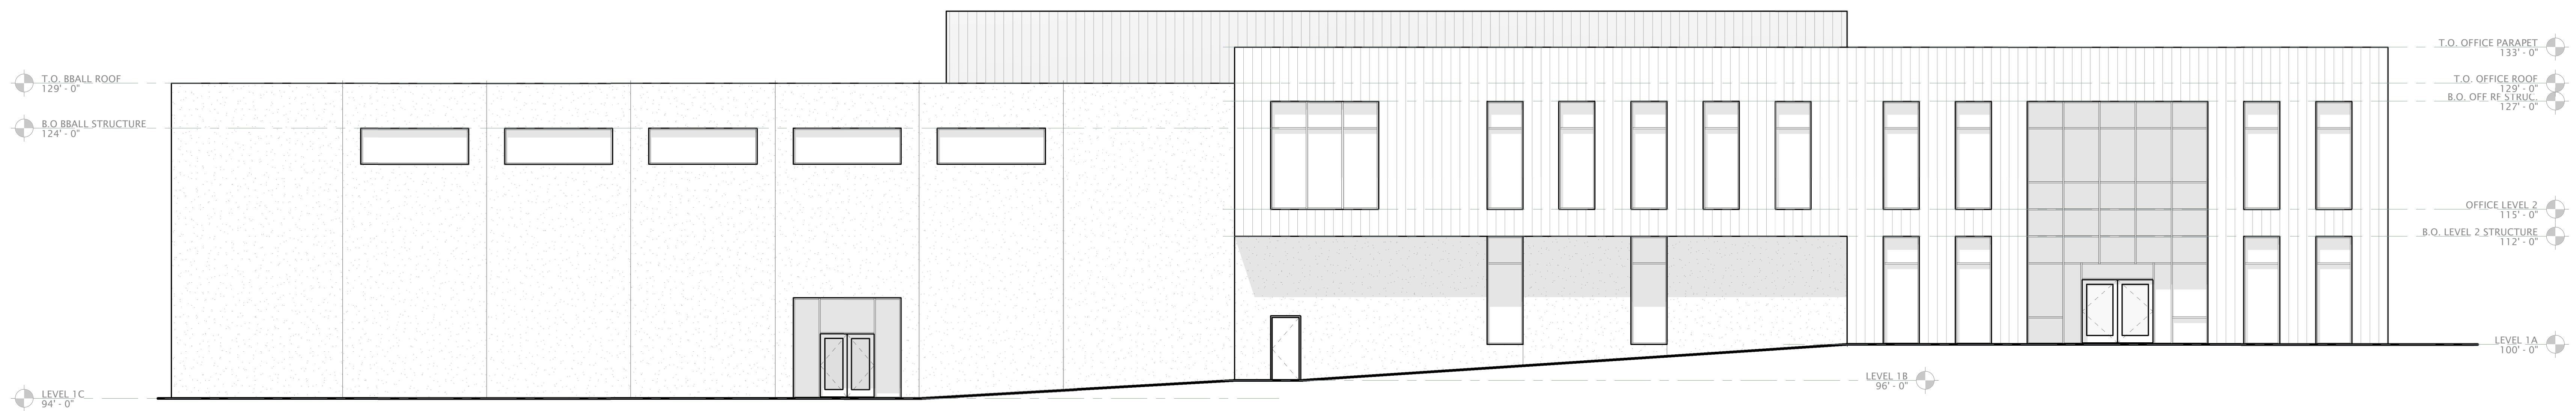 T.O. BBALL ROOF
129' - 0"
B.O BBALL STRUCTURE
124' - 0"
LEVEL 1C
94' - 0"
T.O. OFFICE PARAPET
133' - 0"
T.O. OFFICE ROOF
129' - 0"
B.O. OFF RF STRUC.
127' - 0"
OFFICE LEVEL 2
115' - 0"
B.O. LEVEL 2 STRUCTURE
112' - 0"
LEVEL 1A
100' - 0"
LEVEL 1B
96' - 0"